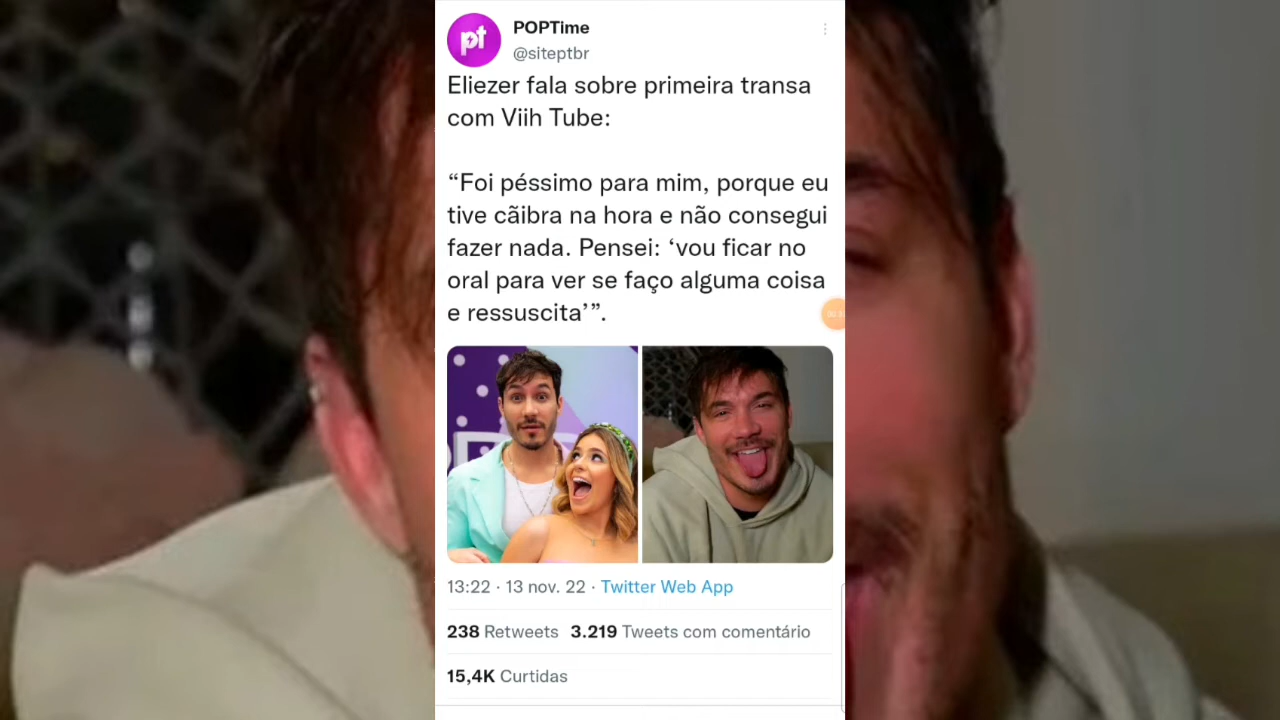 pt
POPTime
@siteptbr
Eliezer fala sobre primeira transa
com Viih Tube:
“Foi péssimo para mim, porque eu
tive cãibra na hora e não consegui
fazer nada. Pensei: ‘vou ficar no
oral para ver se faço alguma coisa
e ressuscita’”.
13:22 · 13 nov. 22 · Twitter Web App
238 Retweets 3.219 Tweets com comentário
15,4K Curtidas